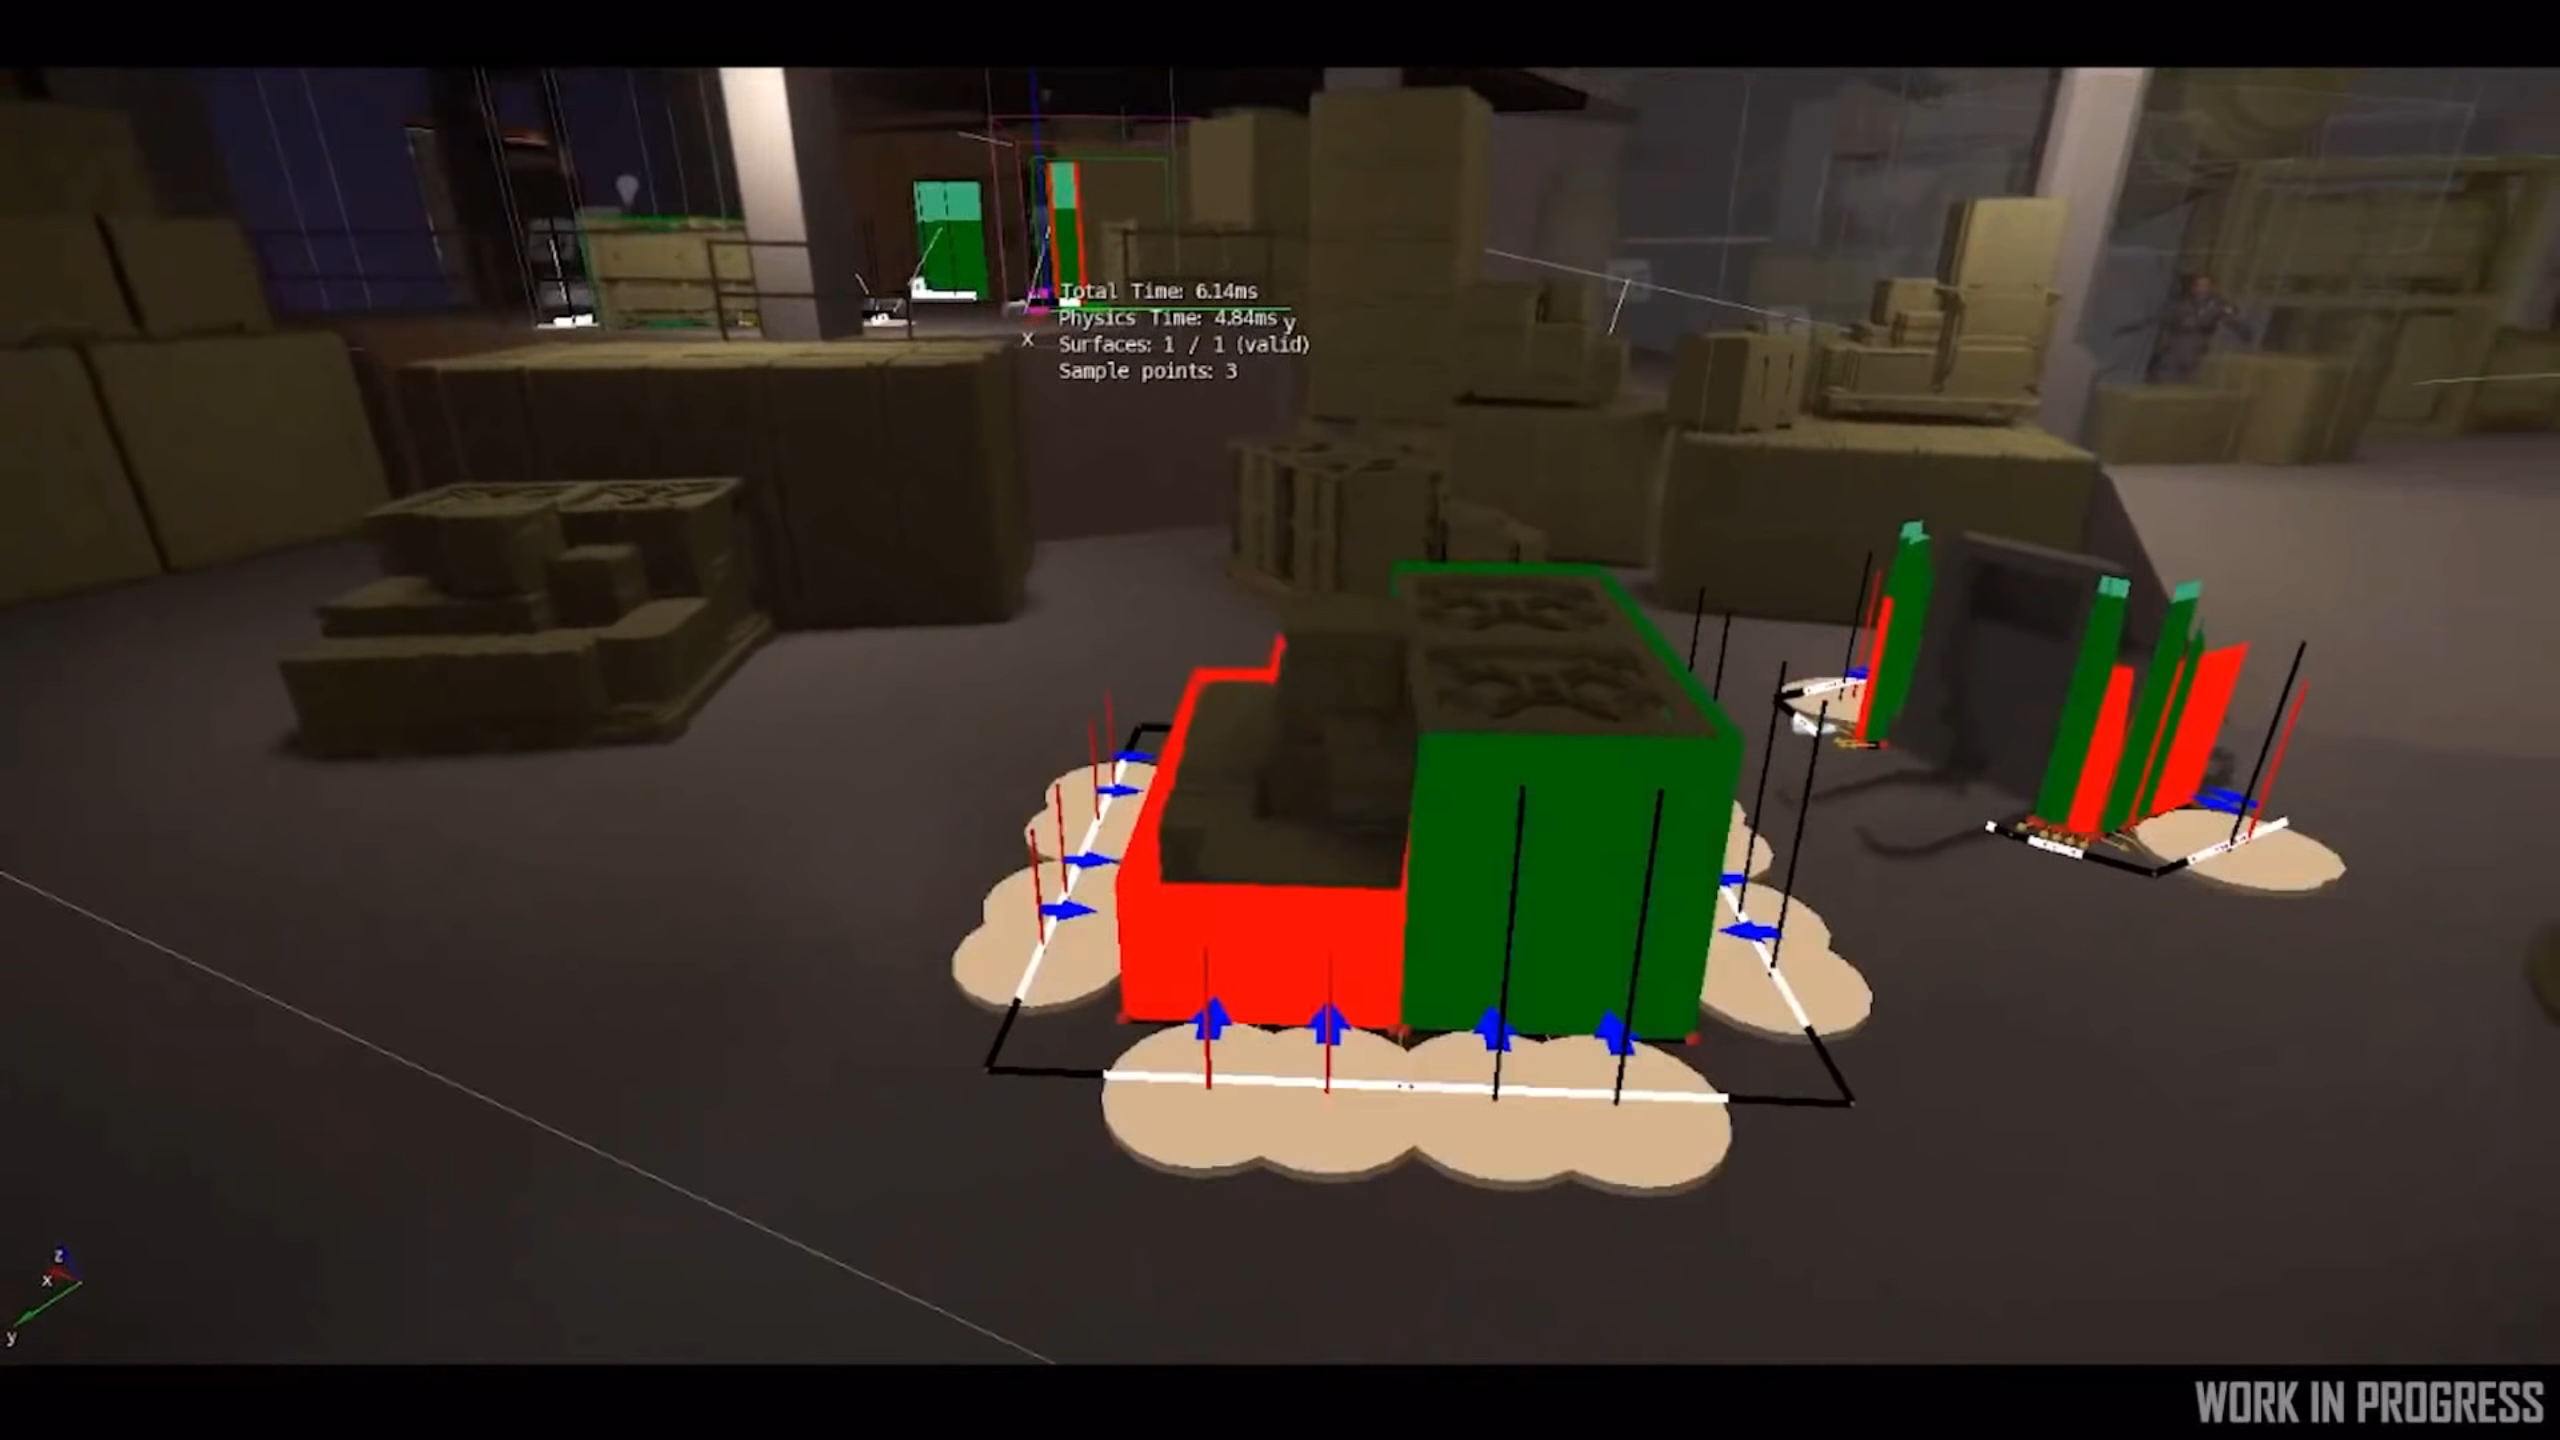 Total Time: 6.14ms
Physics Time: 4.84ms
y
x
Surfaces: 1 / 1 (valid)
Sample points: 3
z
x
y
WORK IN PROGRESS